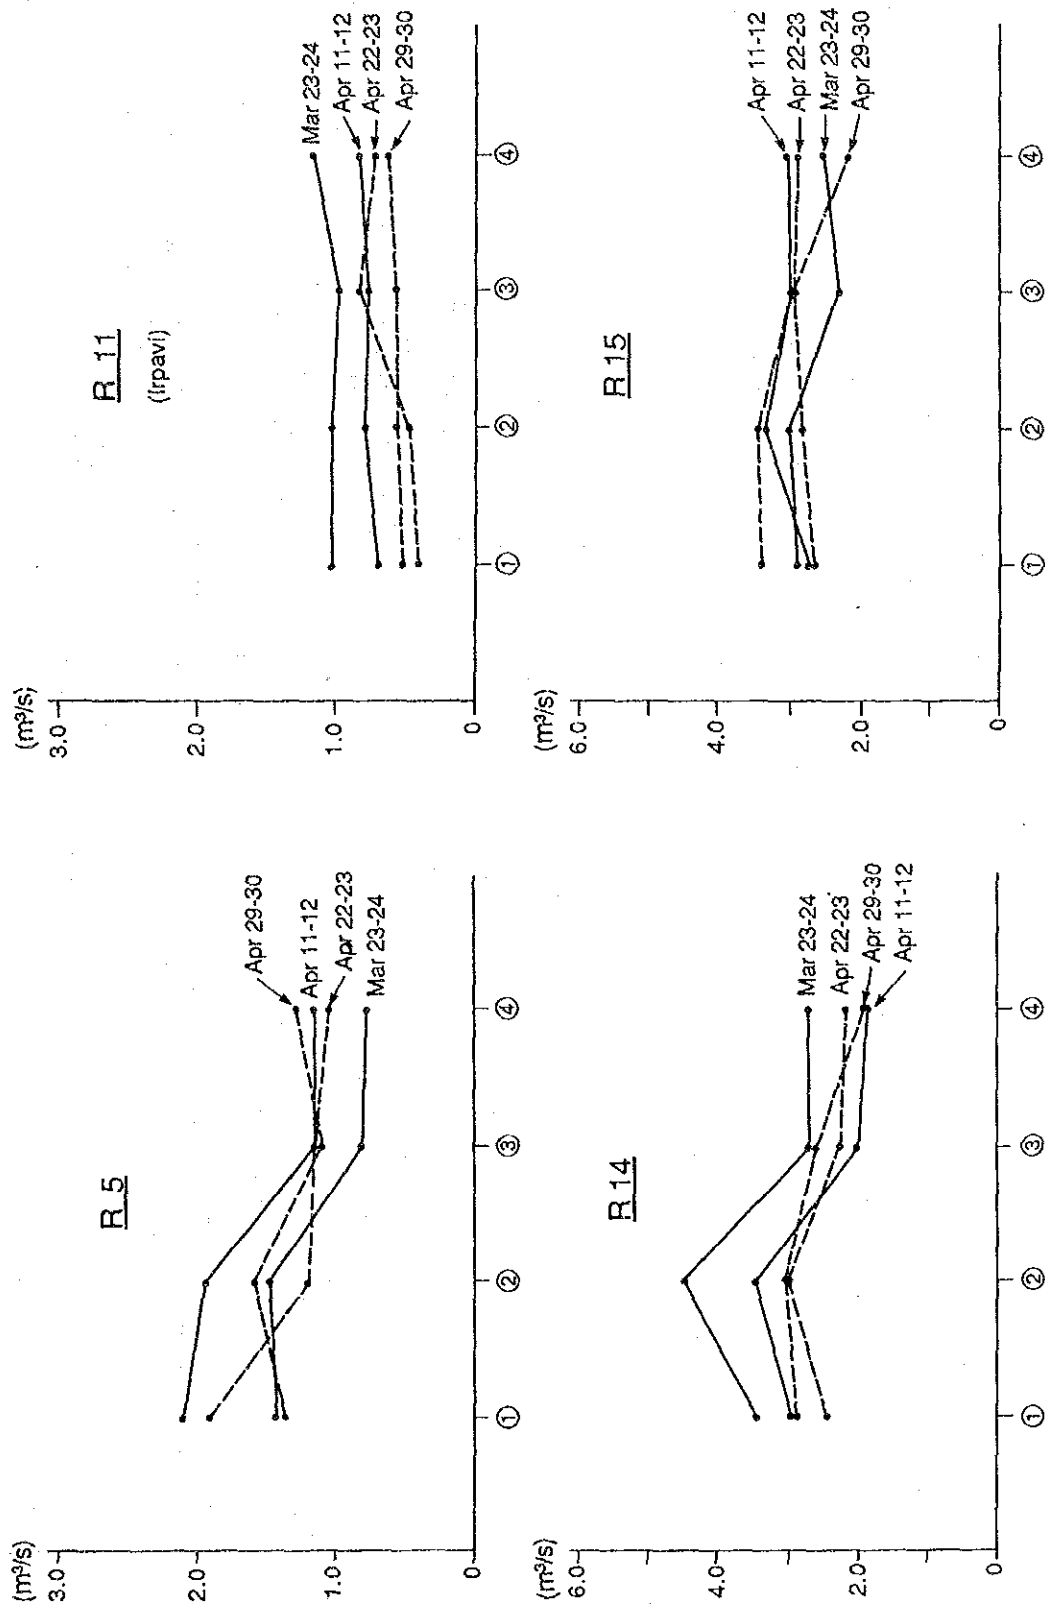 R 5
(m³/s)
3.0
2.0
1.0
0
Apr 29-30
Apr 11-12
Apr 22-23
Mar 23-24
① ② ③ ④
R 11
(Irpavi)
(m³/s)
3.0
2.0
1.0
0
Mar 23-24
Apr 11-12
Apr 22-23
Apr 29-30
① ② ③ ④
R 14
(m³/s)
6.0
4.0
2.0
0
Mar 23-24
Apr 22-23
Apr 29-30
Apr 11-12
① ② ③ ④
R 15
(m³/s)
6.0
4.0
2.0
0
Apr 11-12
Apr 22-23
Mar 23-24
Apr 29-30
① ② ③ ④